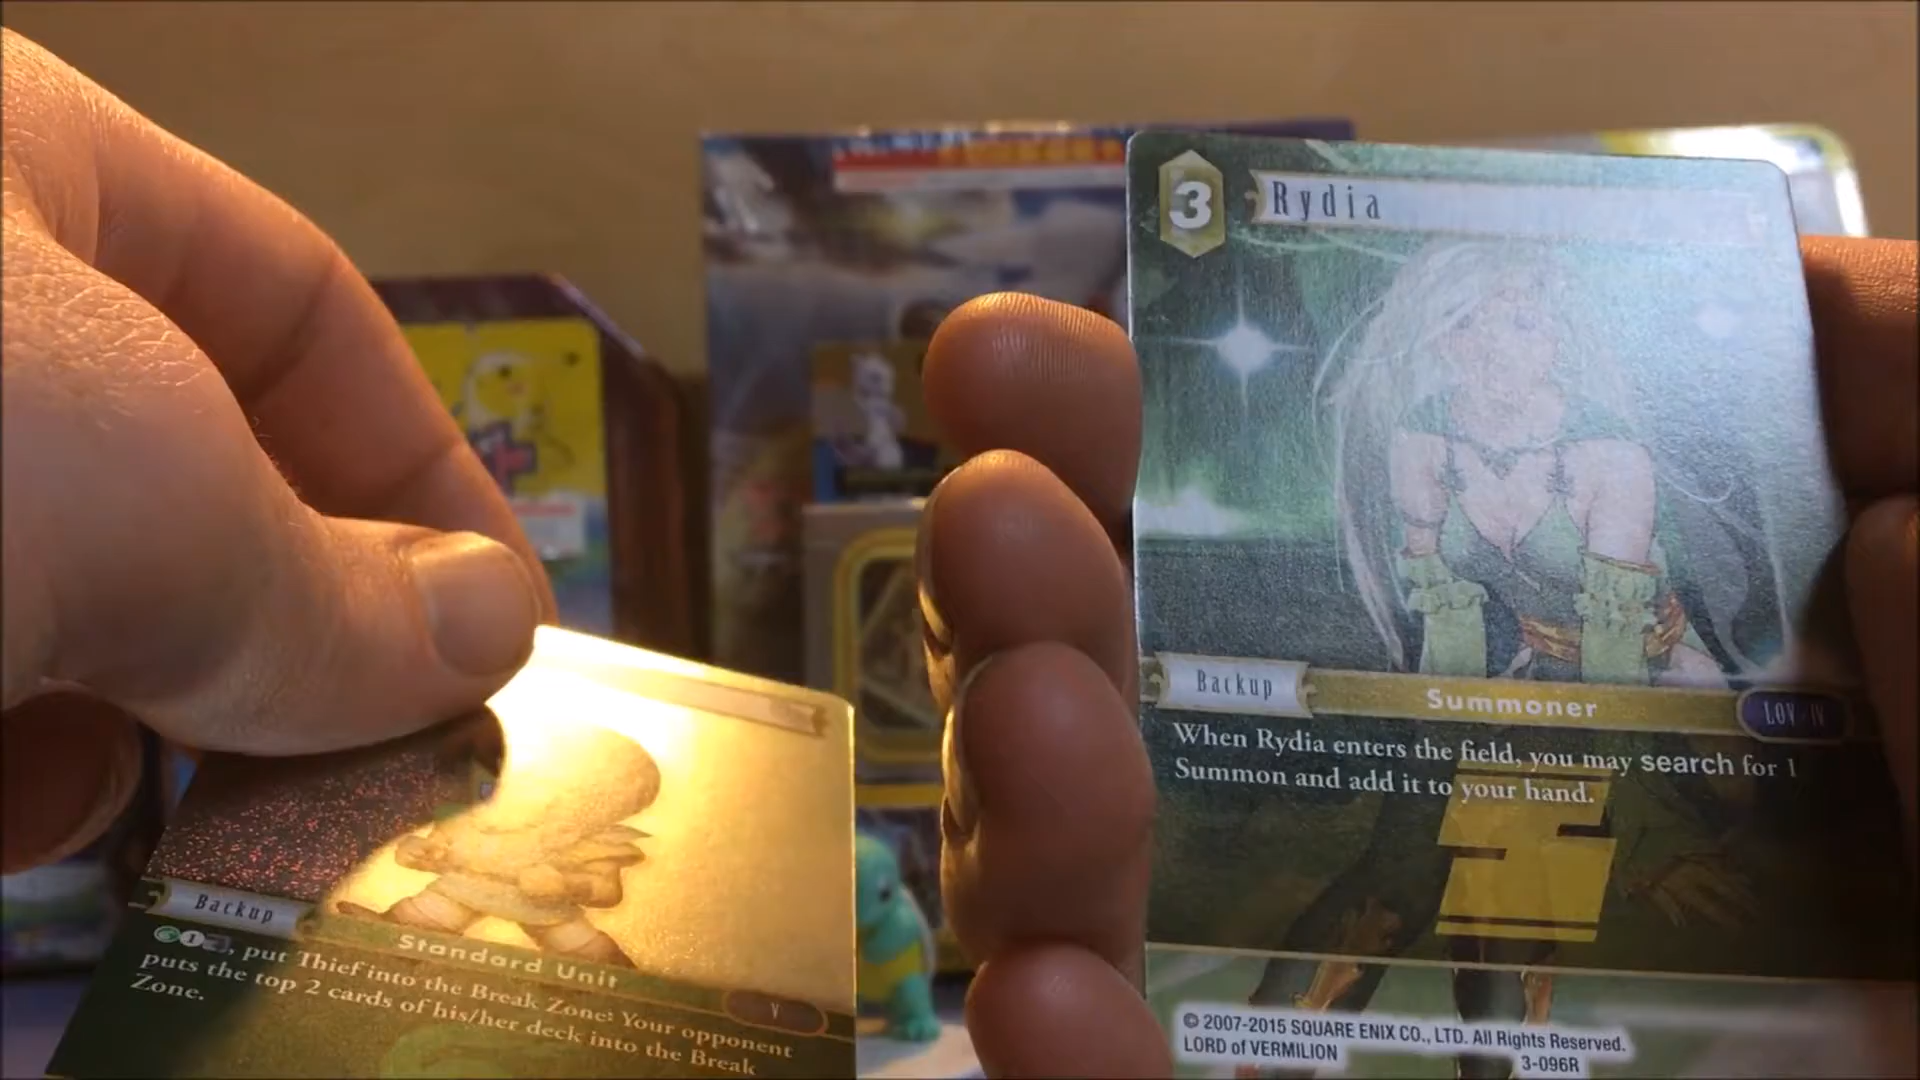 3
Rydia
Backup
Summoner
LOV-IV
When Rydia enters the field, you may search for 1
Summon and add it to your hand.
© 2007-2015 SQUARE ENIX CO., LTD. All Rights Reserved.
LORD of VERMILION
3-096R
Backup
Standard Unit
V
1, put Thief into the Break Zone: Your opponent
puts the top 2 cards of his/her deck into the Break
Zone.